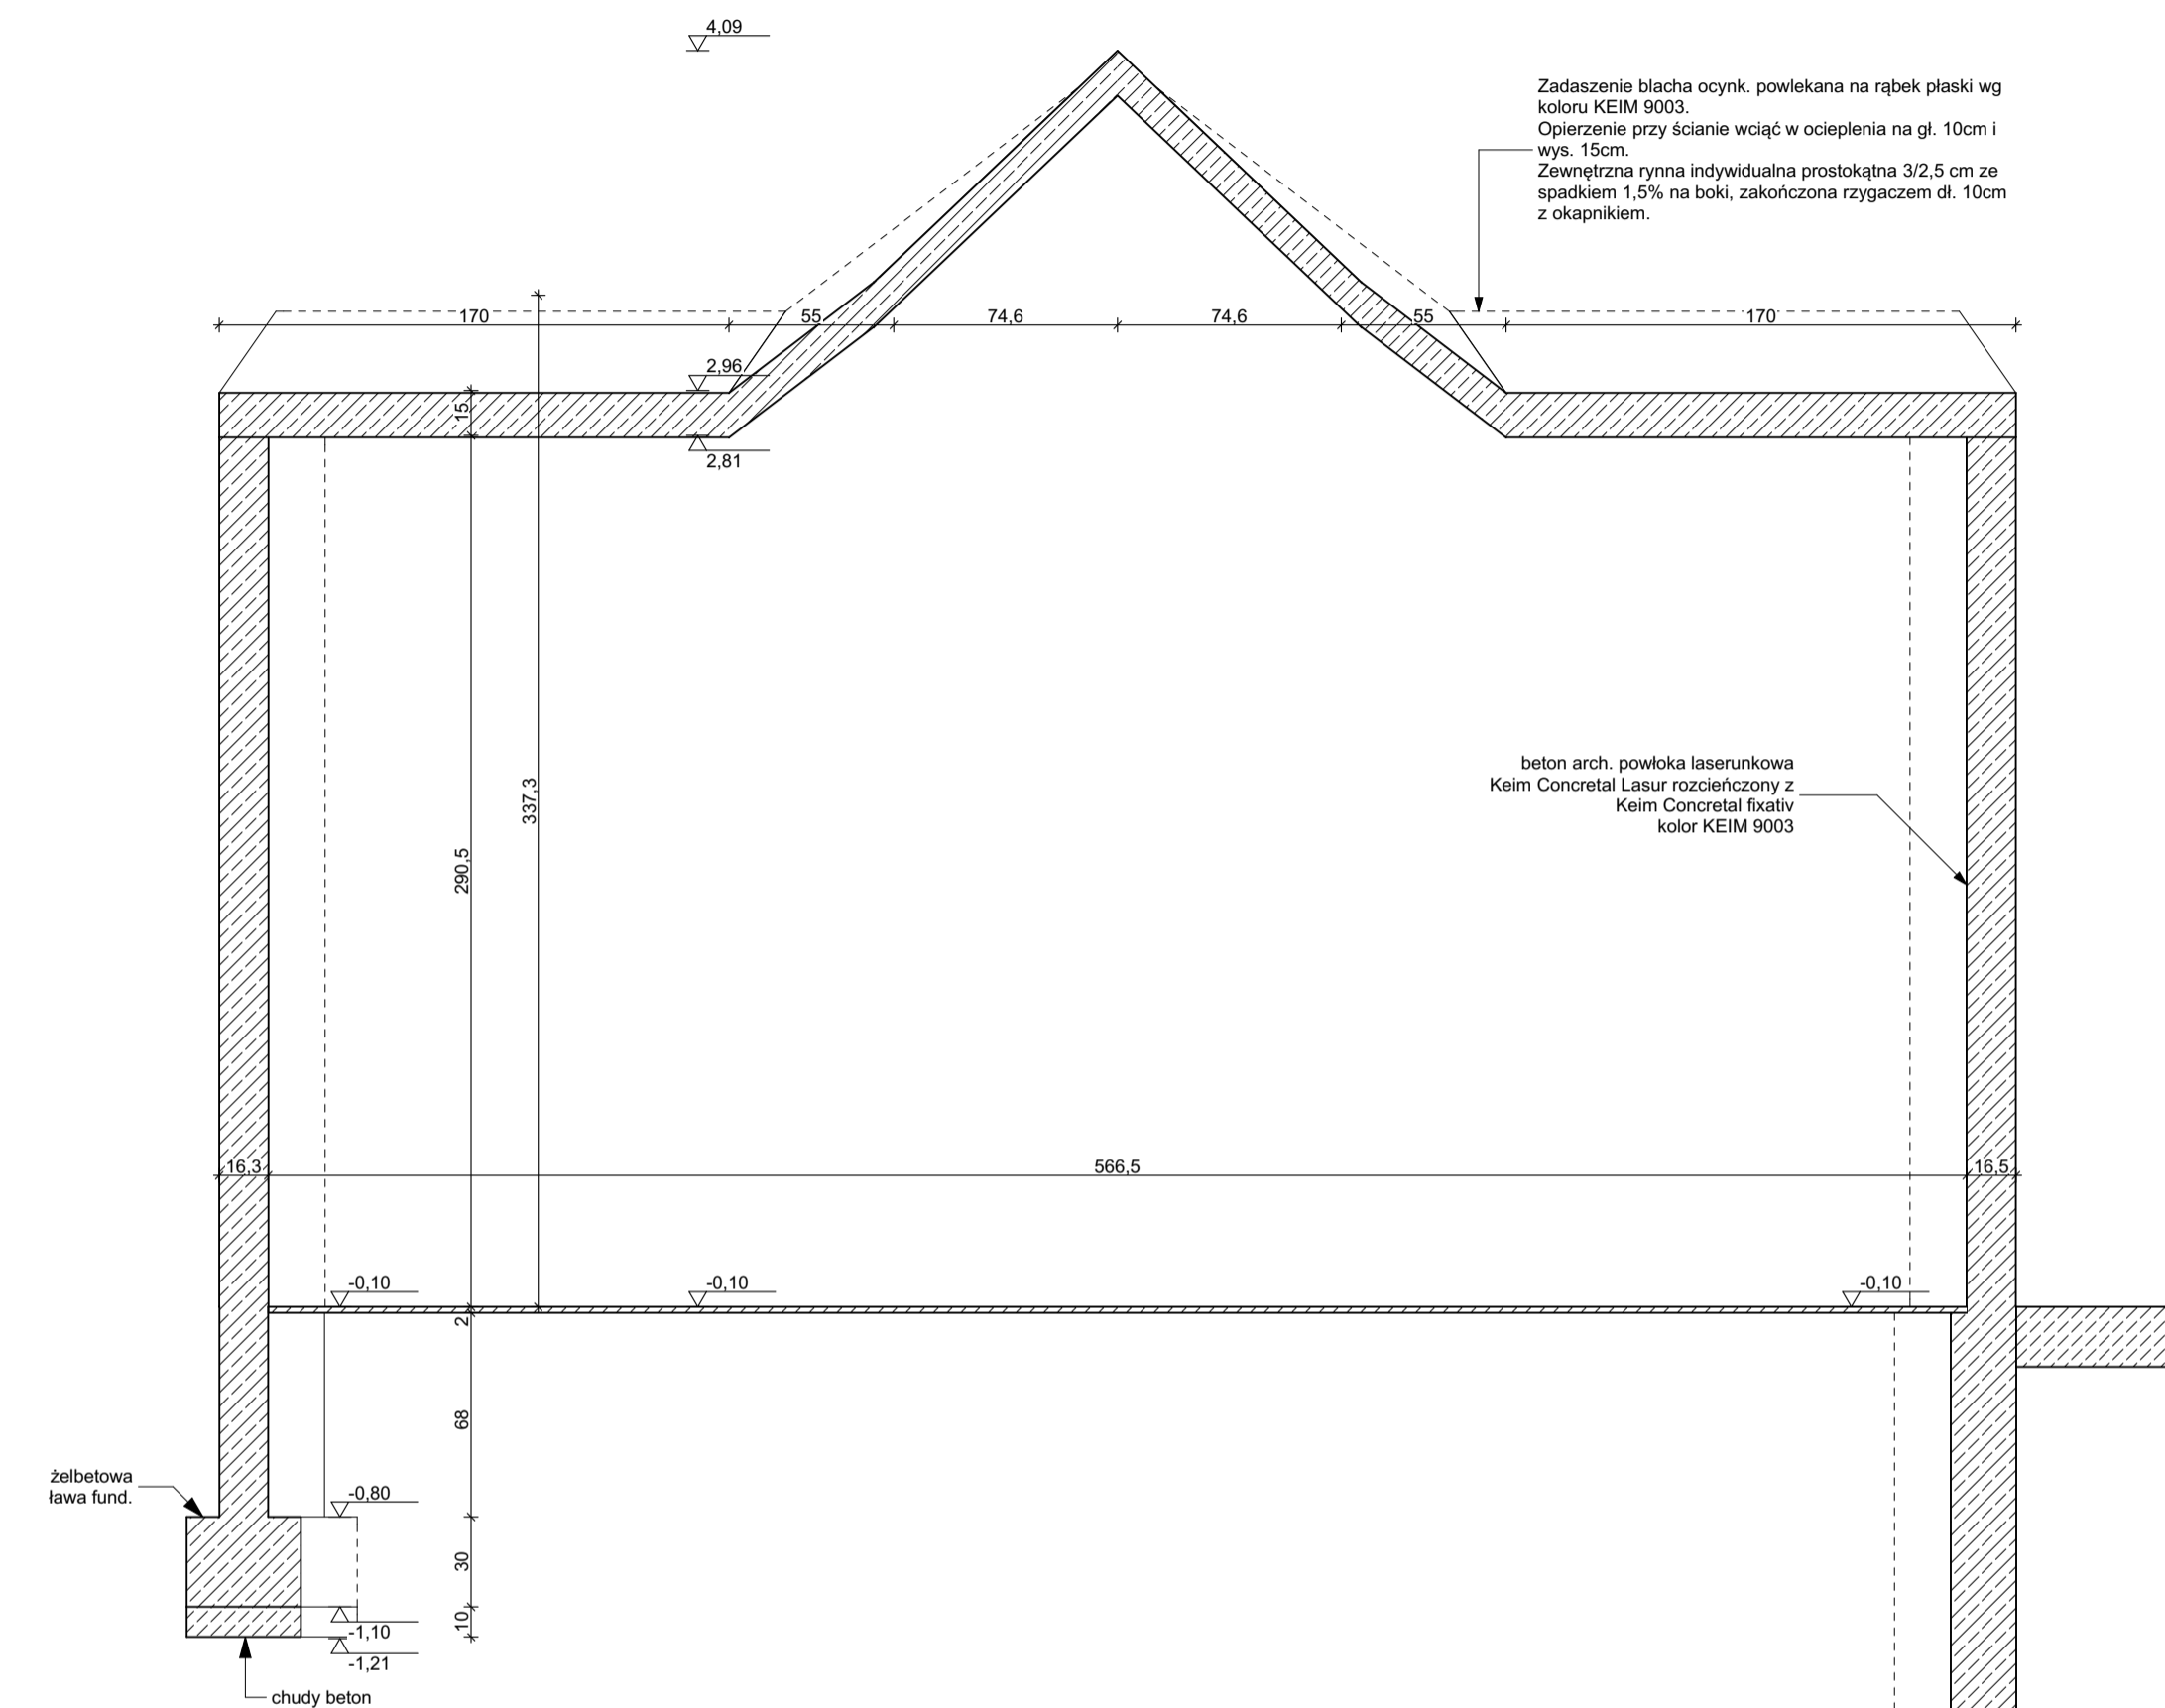 4,09
Zadaszenie blacha ocynk. powlekana na rąbek płaski wg
koloru KEIM 9003.
Opierzenie przy ścianie wciąć w ocieplenia na gł. 10cm i
wys. 15cm.
Zewnętrzna rynna indywidualna prostokątna 3/2,5 cm ze
spadkiem 1,5% na boki, zakończona rzygaczem dł. 10cm
z okapnikiem.
170
55
74,6
74,6
55
170
2,96
15
2,81
337,3
290,5
beton arch. powłoka laserunkowa
Keim Concretal Lasur rozcieńczony z
Keim Concretal fixativ
kolor KEIM 9003
16,3
566,5
16,5
-0,10
-0,10
-0,10
2
68
żelbetowa
ława fund.
-0,80
30
10
-1,10
-1,21
chudy beton